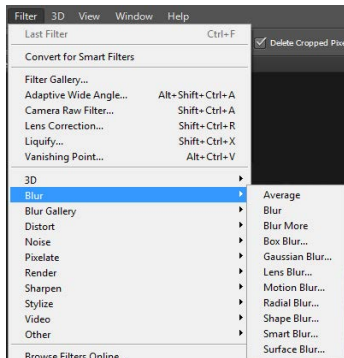 Filter 3D View Window Help
Last Filter Ctrl+F
Delete Cropped Pixe
Convert for Smart Filters
Filter Gallery...
Adaptive Wide Angle... Alt+Shift+Ctrl+A
Camera Raw Filter... Shift+Ctrl+A
Lens Correction... Shift+Ctrl+R
Liquify... Shift+Ctrl+X
Vanishing Point... Alt+Ctrl+V
3D
Blur
Blur Gallery
Distort
Noise
Pixelate
Render
Sharpen
Stylize
Video
Other
Browse Filters Online
Average
Blur
Blur More
Box Blur...
Gaussian Blur...
Lens Blur...
Motion Blur...
Radial Blur...
Shape Blur...
Smart Blur...
Surface Blur...